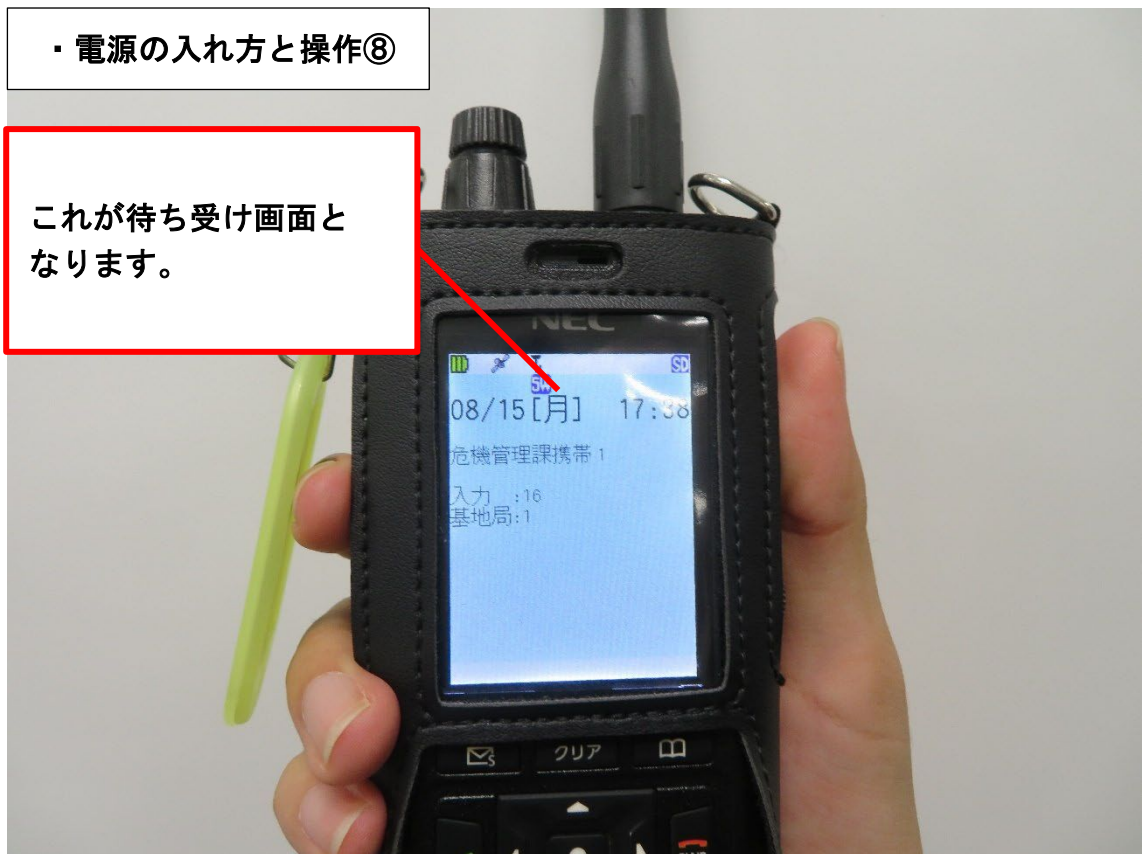 ・電源の入れ方と操作⑧
これが待ち受け画面と
なります。
NEC
SD
5W
08/15[月] 17:38
危機管理課携帯1
入力 :16
基地局:1
S クリア